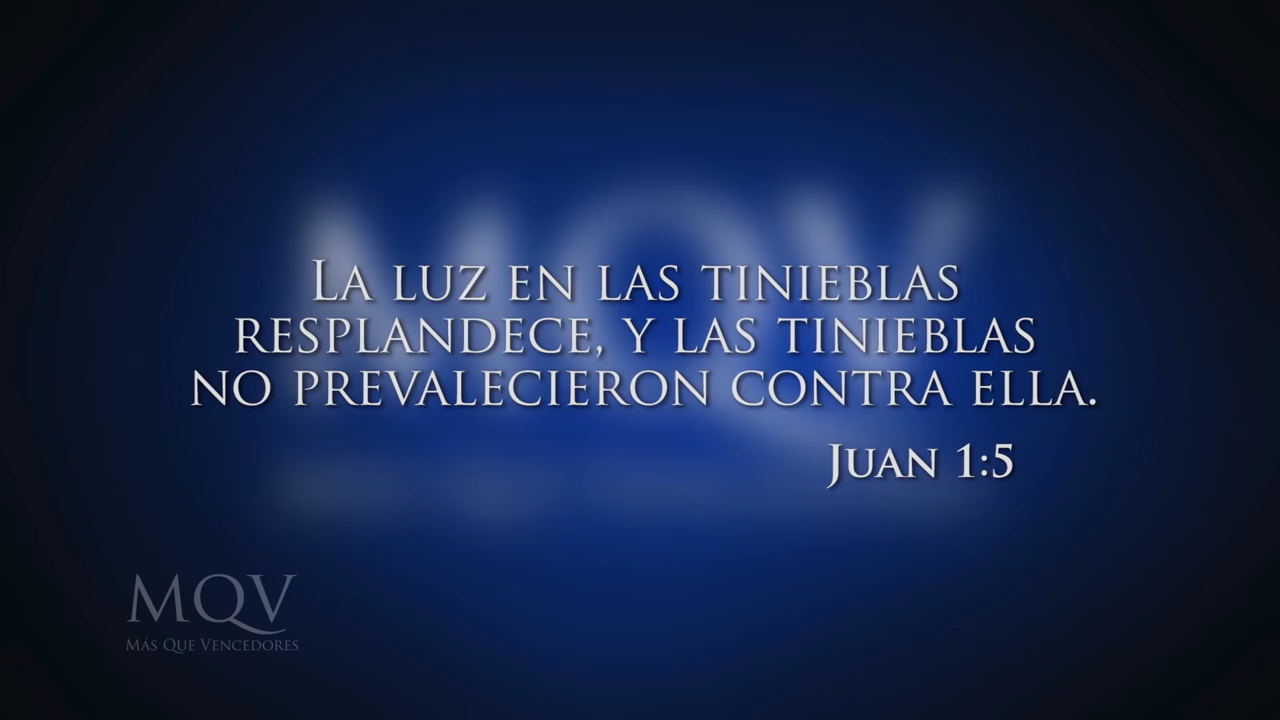 La luz en las tinieblas
resplandece, y las tinieblas
no prevalecieron contra ella.
Juan 1:5
MQV
Más Que Vencedores